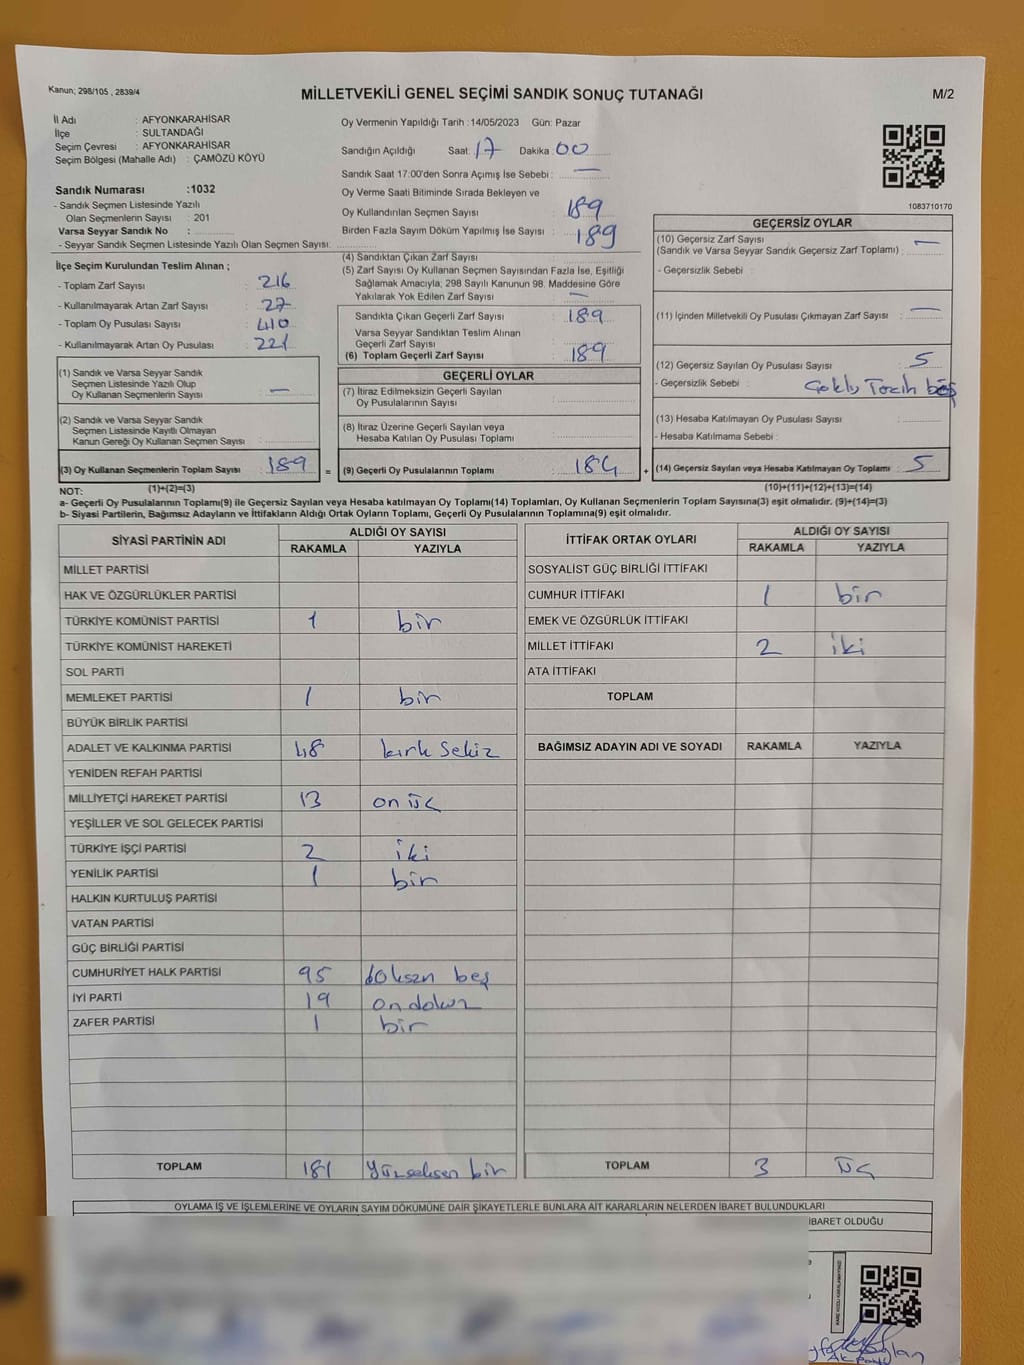 Kanun; 298/105 , 2839/4
MİLLETVEKİLİ GENEL SEÇİMİ SANDIK SONUÇ TUTANAĞI
M/2
İl Adı : AFYONKARAHİSAR
İlçe : SULTANDAĞI
Seçim Çevresi : AFYONKARAHİSAR
Seçim Bölgesi (Mahalle Adı) : ÇAMÖZÜ KÖYÜ
Sandık Numarası :1032
- Sandık Seçmen Listesinde Yazılı
Olan Seçmenlerin Sayısı : 201
Varsa Seyyar Sandık No :
- Seyyar Sandık Seçmen Listesinde Yazılı Olan Seçmen Sayısı:
İlçe Seçim Kurulundan Teslim Alınan ;
- Toplam Zarf Sayısı : 216
- Kullanılmayarak Artan Zarf Sayısı : 27
- Toplam Oy Pusulası Sayısı : 410
- Kullanılmayarak Artan Oy Pusulası : 221
Oy Vermenin Yapıldığı Tarih :14/05/2023 Gün: Pazar
Sandığın Açıldığı Saat: 17 Dakika : 00
Sandık Saat 17:00'den Sonra Açımış İse Sebebi : —
Oy Verme Saati Bitiminde Sırada Bekleyen ve
Oy Kullandırılan Seçmen Sayısı : 189
Birden Fazla Sayım Döküm Yapılmış İse Sayısı : 189
(4) Sandıktan Çıkan Zarf Sayısı :
(5) Zarf Sayısı Oy Kullanan Seçmen Sayısından Fazla İse, Eşitliği
Sağlamak Amacıyla; 298 Sayılı Kanunun 98. Maddesine Göre
Yakılarak Yok Edilen Zarf Sayısı : —
Sandıkta Çıkan Geçerli Zarf Sayısı : 189
Varsa Seyyar Sandıktan Teslim Alınan
Geçerli Zarf Sayısı :
(6) Toplam Geçerli Zarf Sayısı : 189
1083710170
GEÇERSİZ OYLAR
(10) Geçersiz Zarf Sayısı —
(Sandık ve Varsa Seyyar Sandık Geçersiz Zarf Toplamı) :
- Geçersizlik Sebebi :
(11) İçinden Milletvekili Oy Pusulası Çıkmayan Zarf Sayısı : —
(12) Geçersiz Sayılan Oy Pusulası Sayısı : 5
- Geçersizlik Sebebi :
(13) Hesaba Katılmayan Oy Pusulası Sayısı :
- Hesaba Katılmama Sebebi :
(14) Geçersiz Sayılan veya Hesaba Katılmayan Oy Toplamı : 5
(10)+(11)+(12)+(13)=(14)
(1) Sandık ve Varsa Seyyar Sandık
Seçmen Listesinde Yazılı Olup
Oy Kullanan Seçmenlerin Sayısı : —
(2) Sandık ve Varsa Seyyar Sandık
Seçmen Listesinde Kayıtlı Olmayan
Kanun Gereği Oy Kullanan Seçmen Sayısı :
(3) Oy Kullanan Seçmenlerin Toplam Sayısı : 189 =
(1)+(2)=(3)
GEÇERLİ OYLAR
(7) İtiraz Edilmeksizin Geçerli Sayılan
Oy Pusulalarının Sayısı :
(8) İtiraz Üzerine Geçerli Sayılan veya
Hesaba Katılan Oy Pusulası Toplamı :
(9) Geçerli Oy Pusulalarının Toplamı : 184 +
NOT:
a- Geçerli Oy Pusulalarının Toplamı(9) ile Geçersiz Sayılan veya Hesaba katılmayan Oy Toplamı(14) Toplamları, Oy Kullanan Seçmenlerin Toplam Sayısına(3) eşit olmalıdır. (9)+(14)=(3)
b- Siyasi Partilerin, Bağımsız Adayların ve İttifakların Aldığı Ortak Oyların Toplamı, Geçerli Oy Pusulalarının Toplamına(9) eşit olmalıdır.
SİYASİ PARTİNİN ADI ALDIĞI OY SAYISI
RAKAMLA YAZIYLA
MİLLET PARTİSİ
HAK VE ÖZGÜRLÜKLER PARTİSİ
TÜRKİYE KOMÜNİST PARTİSİ 1 bir
TÜRKİYE KOMÜNİST HAREKETİ
SOL PARTİ
MEMLEKET PARTİSİ 1 bir
BÜYÜK BİRLİK PARTİSİ
ADALET VE KALKINMA PARTİSİ 48 kırk sekiz
YENİDEN REFAH PARTİSİ
MİLLİYETÇİ HAREKET PARTİSİ 13 on üç
YEŞİLLER VE SOL GELECEK PARTİSİ
TÜRKİYE İŞÇİ PARTİSİ 2 iki
YENİLİK PARTİSİ 1 bir
HALKIN KURTULUŞ PARTİSİ
VATAN PARTİSİ
GÜÇ BİRLİĞİ PARTİSİ
CUMHURİYET HALK PARTİSİ 95 doksan beş
İYİ PARTİ 19 on dokuz
ZAFER PARTİSİ 1 bir
TOPLAM 181 yüzseksen bir
İTTİFAK ORTAK OYLARI ALDIĞI OY SAYISI
RAKAMLA YAZIYLA
SOSYALİST GÜÇ BİRLİĞİ İTTİFAKI
CUMHUR İTTİFAKI 1 bir
EMEK VE ÖZGÜRLÜK İTTİFAKI
MİLLET İTTİFAKI 2 iki
ATA İTTİFAKI
TOPLAM
BAĞIMSIZ ADAYIN ADI VE SOYADI RAKAMLA YAZIYLA
TOPLAM 3 üç
OYLAMA İŞ VE İŞLEMLERİNE VE OYLARIN SAYIM DÖKÜMÜNE DAİR ŞİKAYETLERLE BUNLARA AİT KARARLARIN NELERDEN İBARET BULUNDUKLARI
İBARET OLDUĞU